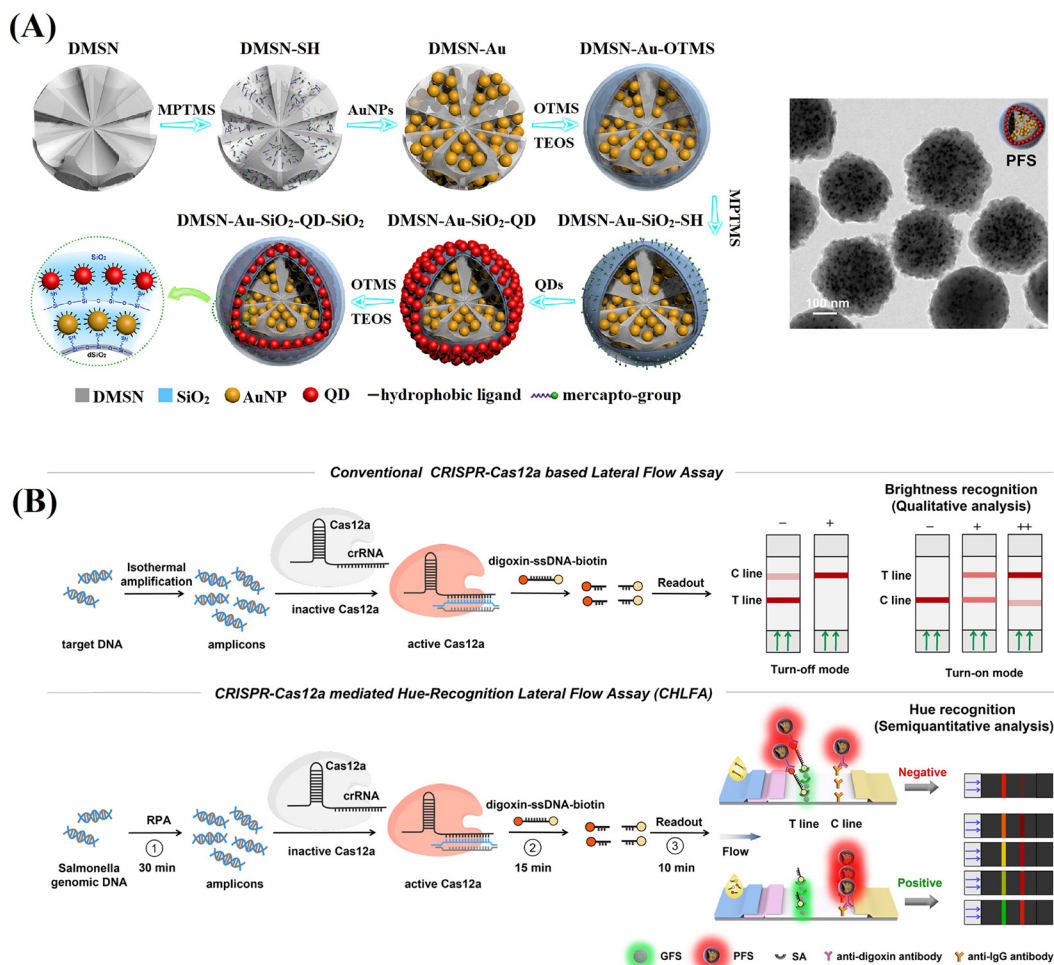 (A)
DMSN
DMSN-SH
DMSN-Au
DMSN-Au-OTMS
MPTMS
AuNPs
OTMS
TEOS
PFS
100 nm
MPTMS
DMSN-Au-SiO₂-QD-SiO₂
DMSN-Au-SiO₂-QD
DMSN-Au-SiO₂-SH
SiO₂
OTMS
TEOS
QDs
dSiO₂
DMSN
SiO₂
AuNP
QD
hydrophobic ligand
mercapto-group
Conventional CRISPR-Cas12a based Lateral Flow Assay
(B)
Brightness recognition
(Qualitative analysis)
target DNA
Isothermal
amplification
amplicons
Cas12a
crRNA
inactive Cas12a
active Cas12a
digoxin-ssDNA-biotin
Readout
− +
C line
T line
Turn-off mode
− + ++
T line
C line
Turn-on mode
CRISPR-Cas12a mediated Hue-Recognition Lateral Flow Assay (CHLFA)
Hue recognition
(Semiquantitative analysis)
Salmonella
genomic DNA
RPA
1
30 min
amplicons
Cas12a
crRNA
inactive Cas12a
active Cas12a
digoxin-ssDNA-biotin
2
15 min
Readout
3
10 min
Flow
T line C line
Negative
Positive
GFS
PFS
SA
anti-digoxin antibody
anti-IgG antibody